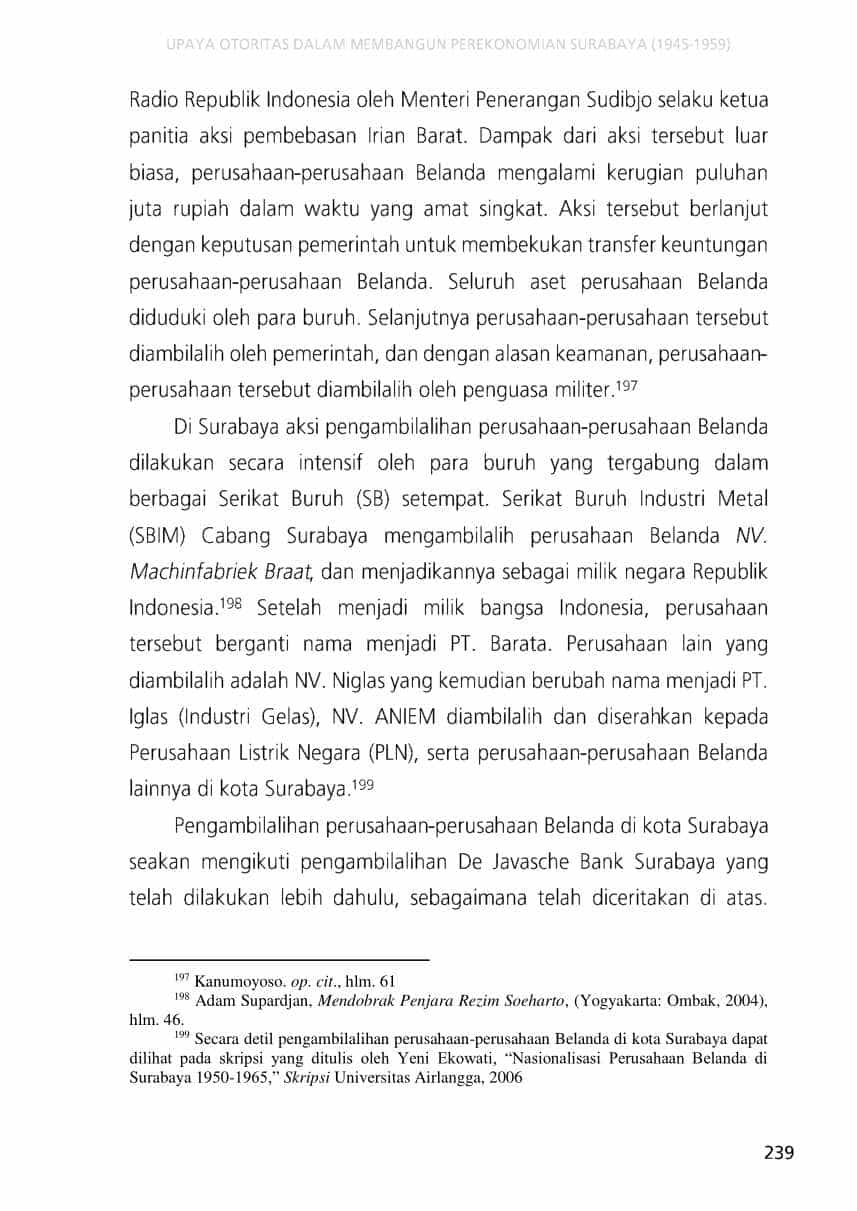 UPAYA OTORITAS DALAM MEMBANGUN PEREKONOMIAN SURABAYA (1945-1959)
Radio Republik Indonesia oleh Menteri Penerangan Sudibjo selaku ketua
panitia aksi pembebasan Irian Barat. Dampak dari aksi tersebut luar
biasa, perusahaan-perusahaan Belanda mengalami kerugian puluhan
juta rupiah dalam waktu yang amat singkat. Aksi tersebut berlanjut
dengan keputusan pemerintah untuk membekukan transfer keuntungan
perusahaan-perusahaan Belanda. Seluruh aset perusahaan Belanda
diduduki oleh para buruh. Selanjutnya perusahaan-perusahaan tersebut
diambilalih oleh pemerintah, dan dengan alasan keamanan, perusahaan-
perusahaan tersebut diambilalih oleh penguasa militer.197
Di Surabaya aksi pengambilalihan perusahaan-perusahaan Belanda
dilakukan secara intensif oleh para buruh yang tergabung dalam
berbagai Serikat Buruh (SB) setempat. Serikat Buruh Industri Metal
(SBIM) Cabang Surabaya mengambilalih perusahaan Belanda NV.
Machinfabriek Braat, dan menjadikannya sebagai milik negara Republik
Indonesia.198 Setelah menjadi milik bangsa Indonesia, perusahaan
tersebut berganti nama menjadi PT. Barata. Perusahaan lain yang
diambilalih adalah NV. Niglas yang kemudian berubah nama menjadi PT.
Iglas (Industri Gelas), NV. ANIEM diambilalih dan diserahkan kepada
Perusahaan Listrik Negara (PLN), serta perusahaan-perusahaan Belanda
lainnya di kota Surabaya.199
Pengambilalihan perusahaan-perusahaan Belanda di kota Surabaya
seakan mengikuti pengambilalihan De Javasche Bank Surabaya yang
telah dilakukan lebih dahulu, sebagaimana telah diceritakan di atas.
197 Kanumoyoso. op. cit., hlm. 61
198 Adam Supardjan, Mendobrak Penjara Rezim Soeharto, (Yogyakarta: Ombak, 2004),
hlm. 46.
199 Secara detil pengambilalihan perusahaan-perusahaan Belanda di kota Surabaya dapat
dilihat pada skripsi yang ditulis oleh Yeni Ekowati, “Nasionalisasi Perusahaan Belanda di
Surabaya 1950-1965,” Skripsi Universitas Airlangga, 2006
239